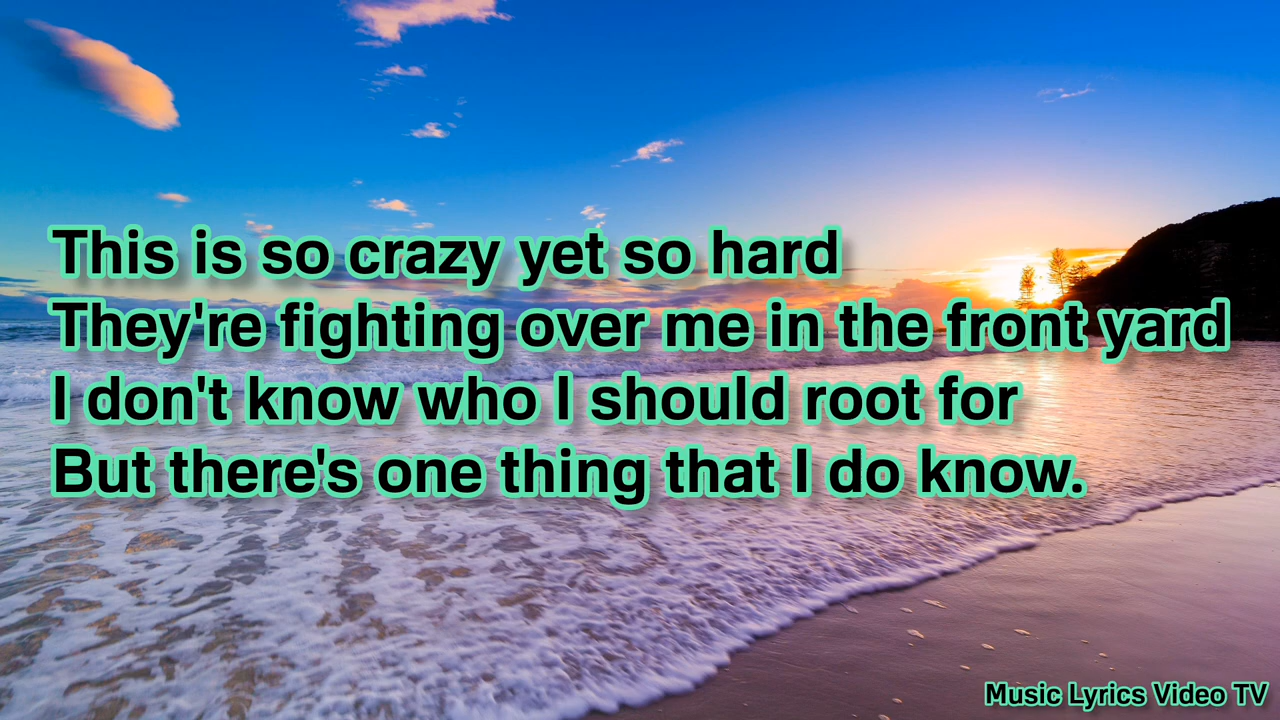 This is so crazy yet so hard
They're fighting over me in the front yard
I don't know who I should root for
But there's one thing that I do know.
Music Lyrics Video TV